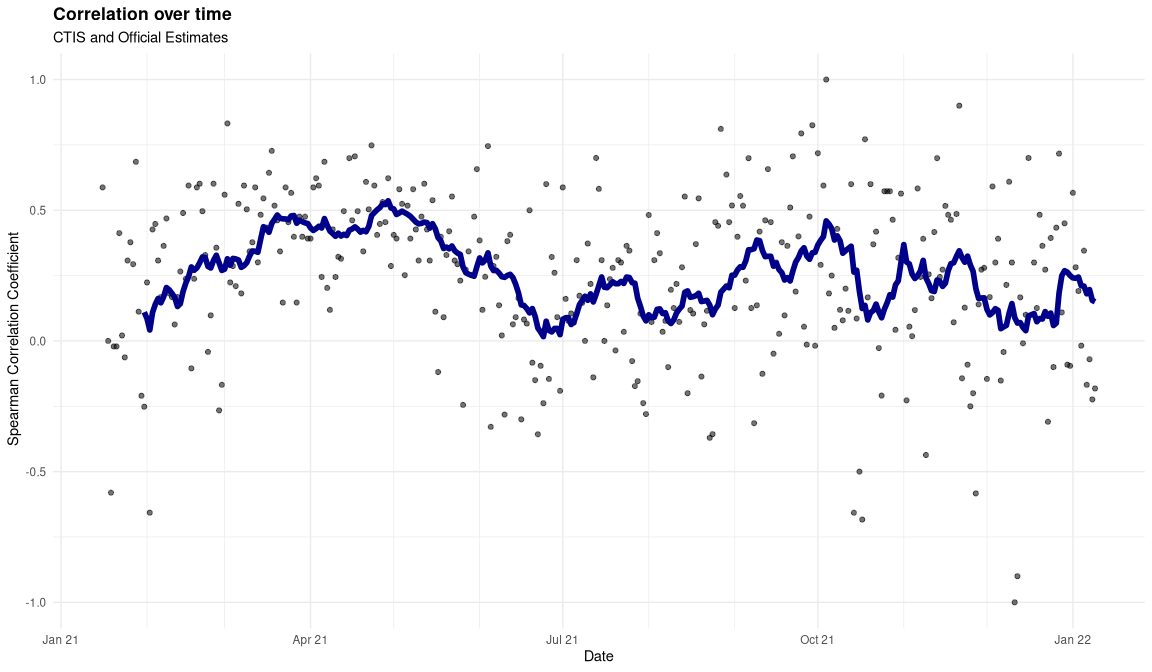 Correlation over time
CTIS and Official Estimates
Spearman Correlation Coefficient
1.0
0.5
0.0
-0.5
-1.0
Jan 21
Apr 21
Jul 21
Oct 21
Jan 22
Date